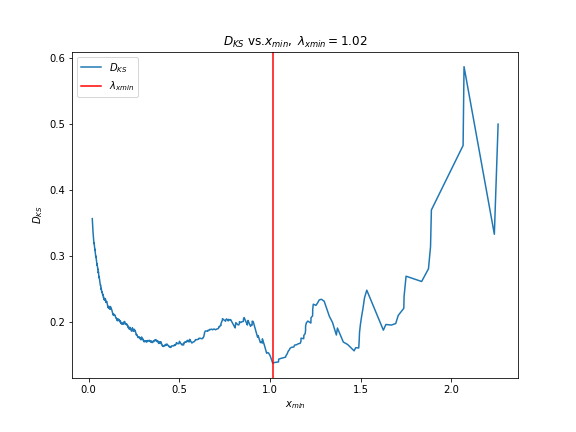 D_KS vs.x_min, λ_xmin = 1.02
D_KS
λ_xmin
0.6
0.5
0.4
0.3
0.2
D_KS
0.0 0.5 1.0 1.5 2.0
x_min